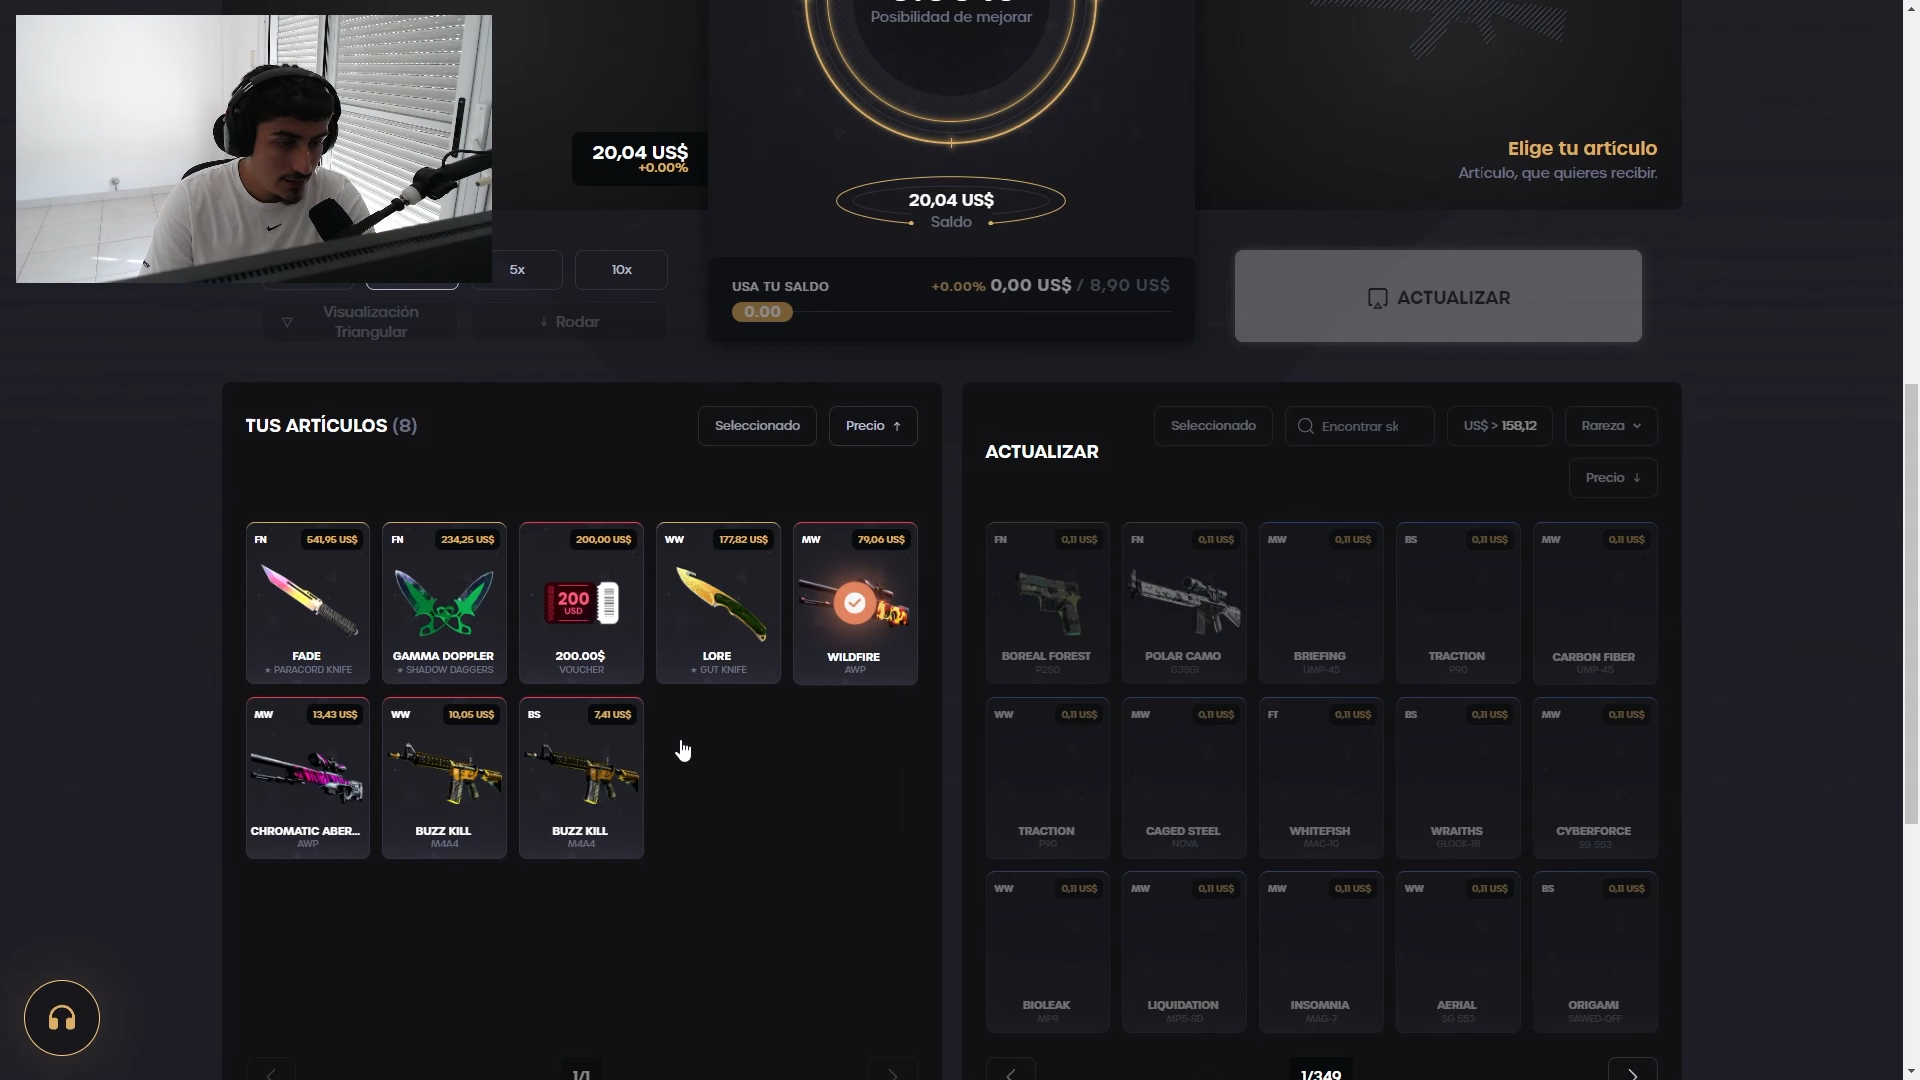 Posibilidad de mejorar
20,04 US$
+0.00%
Elige tu artículo
Artículo, que quieres recibir.
20,04 US$
Saldo
5x
10x
USA TU SALDO
+0.00% 0,00 US$ / 8,90 US$
0.00
ACTUALIZAR
Visualización
Triangular
Rodar
TUS ARTÍCULOS (8)
Seleccionado
Precio
ACTUALIZAR
Seleccionado
Encontrar sk
US$ > 158,12
Rareza
Precio
FN 541,95 US$
FN 234,25 US$
200,00 US$
WW 177,82 US$
MW 79,06 US$
200
USD
FADE
GAMMA DOPPLER
200.00$
LORE
WILDFIRE
★ PARACORD KNIFE
★ SHADOW DAGGERS
VOUCHER
★ GUT KNIFE
AWP
MW 13,43 US$
WW 10,05 US$
BS 7,41 US$
CHROMATIC ABER...
BUZZ KILL
BUZZ KILL
AWP
M4A4
M4A4
FN 0,11 US$
FN 0,11 US$
MW 0,11 US$
BS 0,11 US$
MW 0,11 US$
BOREAL FOREST
POLAR CAMO
BRIEFING
TRACTION
CARBON FIBER
P250
G3SG1
UMP-45
P90
UMP-45
WW 0,11 US$
MW 0,11 US$
FT 0,11 US$
BS 0,11 US$
MW 0,11 US$
TRACTION
CAGED STEEL
WHITEFISH
WRAITHS
CYBERFORCE
P90
NOVA
MAC-10
GLOCK-18
SG 553
WW 0,11 US$
MW 0,11 US$
MW 0,11 US$
WW 0,11 US$
BS 0,11 US$
BIOLEAK
LIQUIDATION
INSOMNIA
AERIAL
ORIGAMI
MP9
MP5-SD
MAG-7
SG 553
SAWED-OFF
1/1
1/349